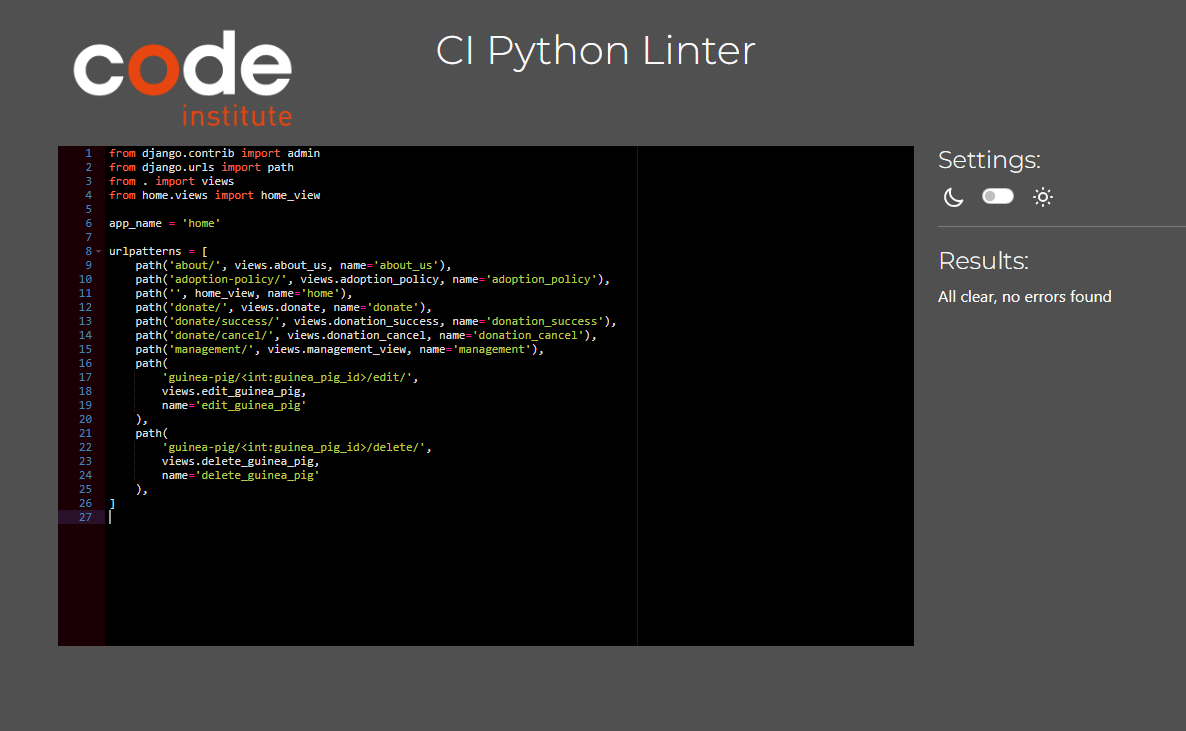 code
institute
CI Python Linter
1 from django.contrib import admin
2 from django.urls import path
3 from . import views
4 from home.views import home_view
5
6 app_name = 'home'
7
8 urlpatterns = [
9     path('about/', views.about_us, name='about_us'),
10     path('adoption-policy/', views.adoption_policy, name='adoption_policy'),
11     path('', home_view, name='home'),
12     path('donate/', views.donate, name='donate'),
13     path('donate/success/', views.donation_success, name='donation_success'),
14     path('donate/cancel/', views.donation_cancel, name='donation_cancel'),
15     path('management/', views.management_view, name='management'),
16     path(
17         'guinea-pig/<int:guinea_pig_id>/edit/',
18         views.edit_guinea_pig,
19         name='edit_guinea_pig'
20     ),
21     path(
22         'guinea-pig/<int:guinea_pig_id>/delete/',
23         views.delete_guinea_pig,
24         name='delete_guinea_pig'
25     ),
26 ]
27
Settings:
Results:
All clear, no errors found